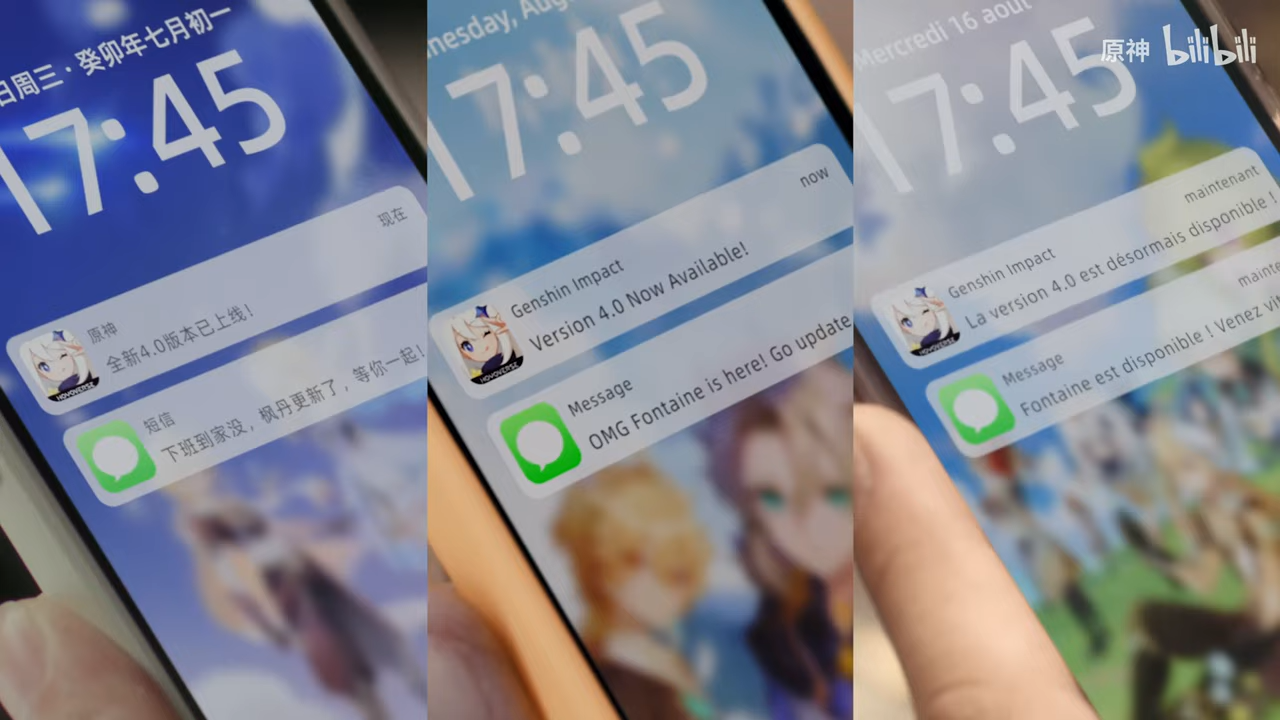 日周三·癸卯年七月初一
17:45
现在
原神
全新4.0版本已上线!
短信
下班到家没,枫丹更新了,等你一起!
nesday, Aug
17:45
now
Genshin Impact
Version 4.0 Now Available!
Message
OMG Fontaine is here! Go update
Mercredi 16 août
17:45
maintenant
Genshin Impact
La version 4.0 est désormais disponible !
mainte
Message
Fontaine est disponible ! Venez vi
原神 bilibili
HOYOVERSE
HOYOVERSE
HOYOVERSE